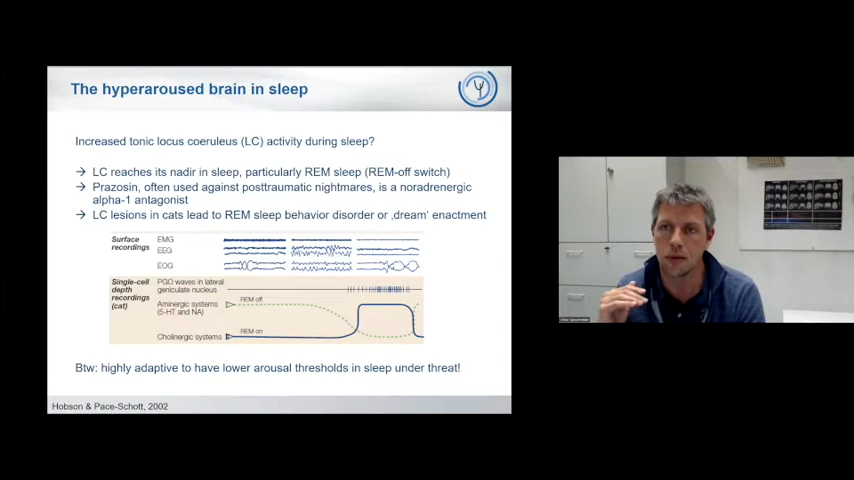 The hyperaroused brain in sleep
Increased tonic locus coeruleus (LC) activity during sleep?
→ LC reaches its nadir in sleep, particularly REM sleep (REM-off switch)
→ Prazosin, often used against posttraumatic nightmares, is a noradrenergic
alpha-1 antagonist
→ LC lesions in cats lead to REM sleep behavior disorder or ‚dream' enactment
Surface
recordings
EMG
EEG
EOG
Single-cell
depth
recordings
(cat)
PGO waves in lateral
geniculate nucleus
Aminergic systems
(5-HT and NA)
REM off
Cholinergic systems
REM on
Btw: highly adaptive to have lower arousal thresholds in sleep under threat!
Hobson & Pace-Schott, 2002